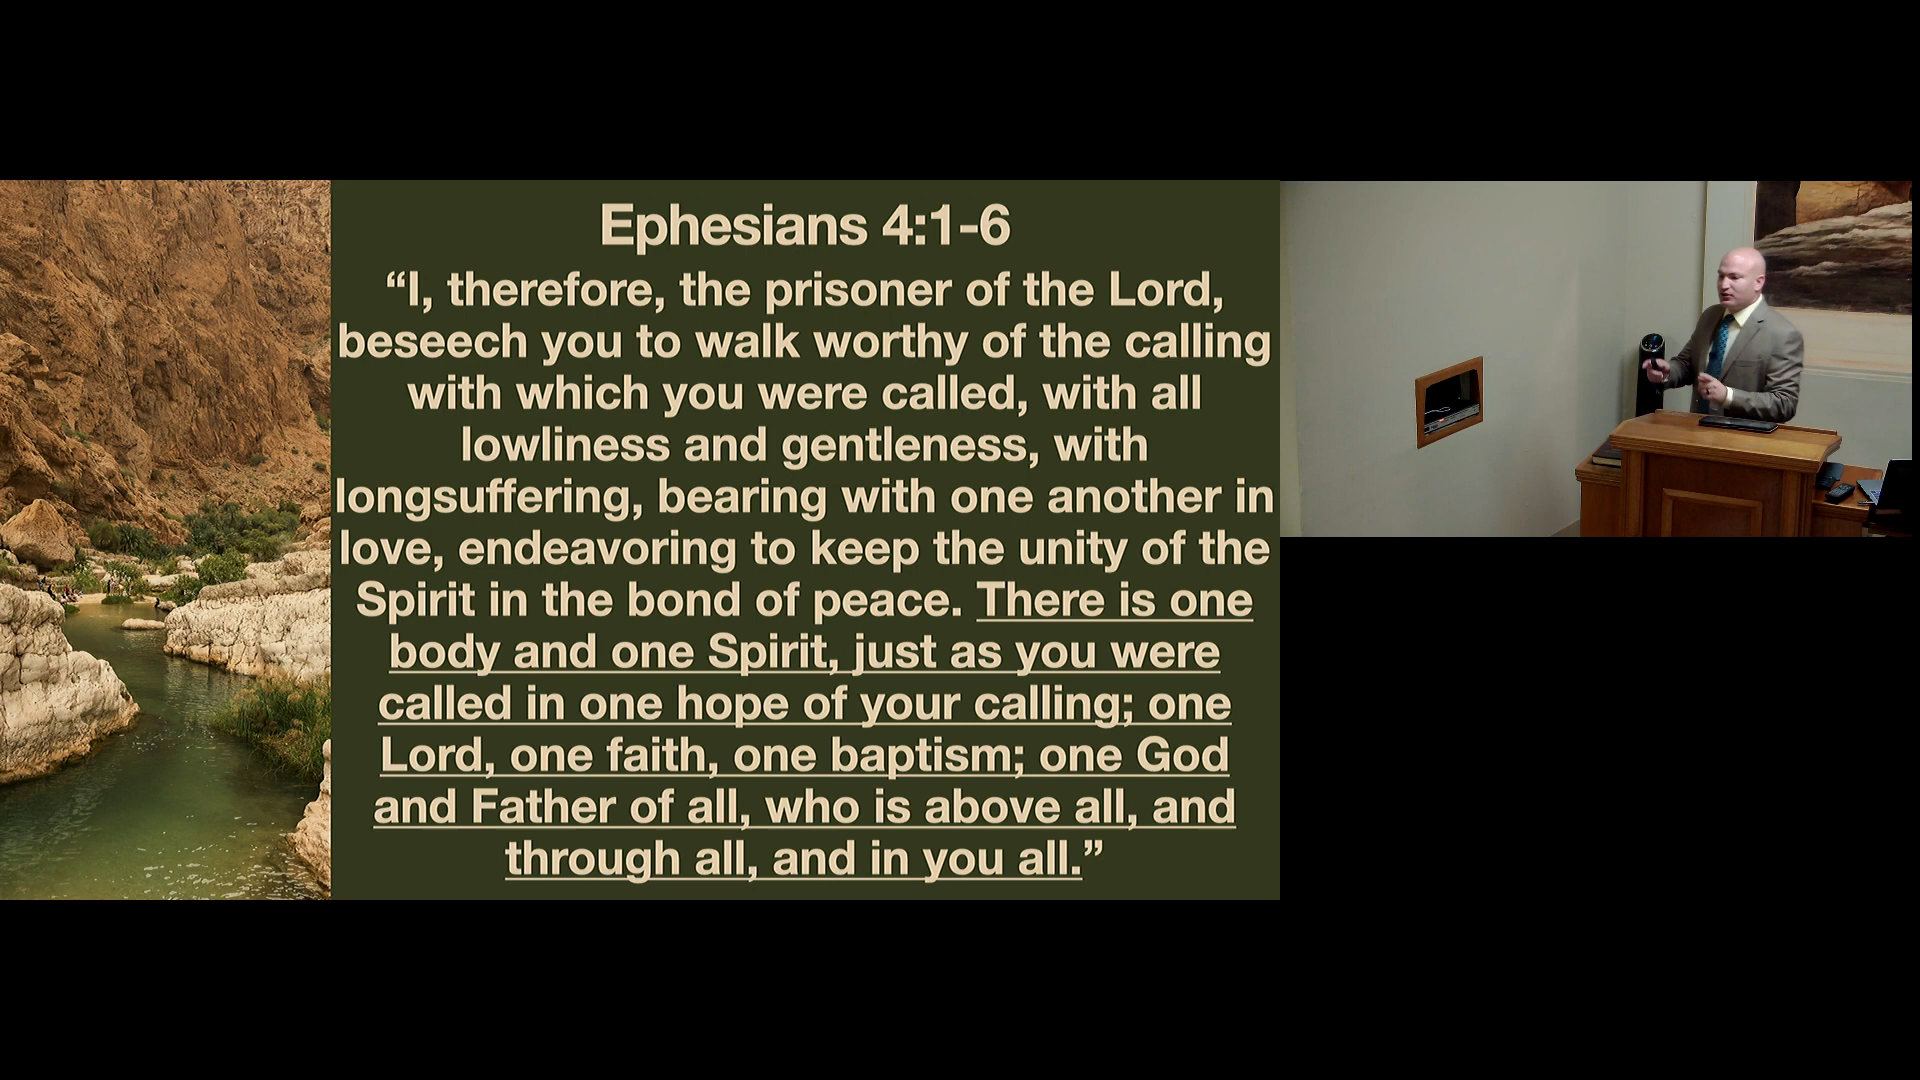 Ephesians 4:1-6
“I, therefore, the prisoner of the Lord,
beseech you to walk worthy of the calling
with which you were called, with all
lowliness and gentleness, with
longsuffering, bearing with one another in
love, endeavoring to keep the unity of the
Spirit in the bond of peace. There is one
body and one Spirit, just as you were
called in one hope of your calling; one
Lord, one faith, one baptism; one God
and Father of all, who is above all, and
through all, and in you all.”